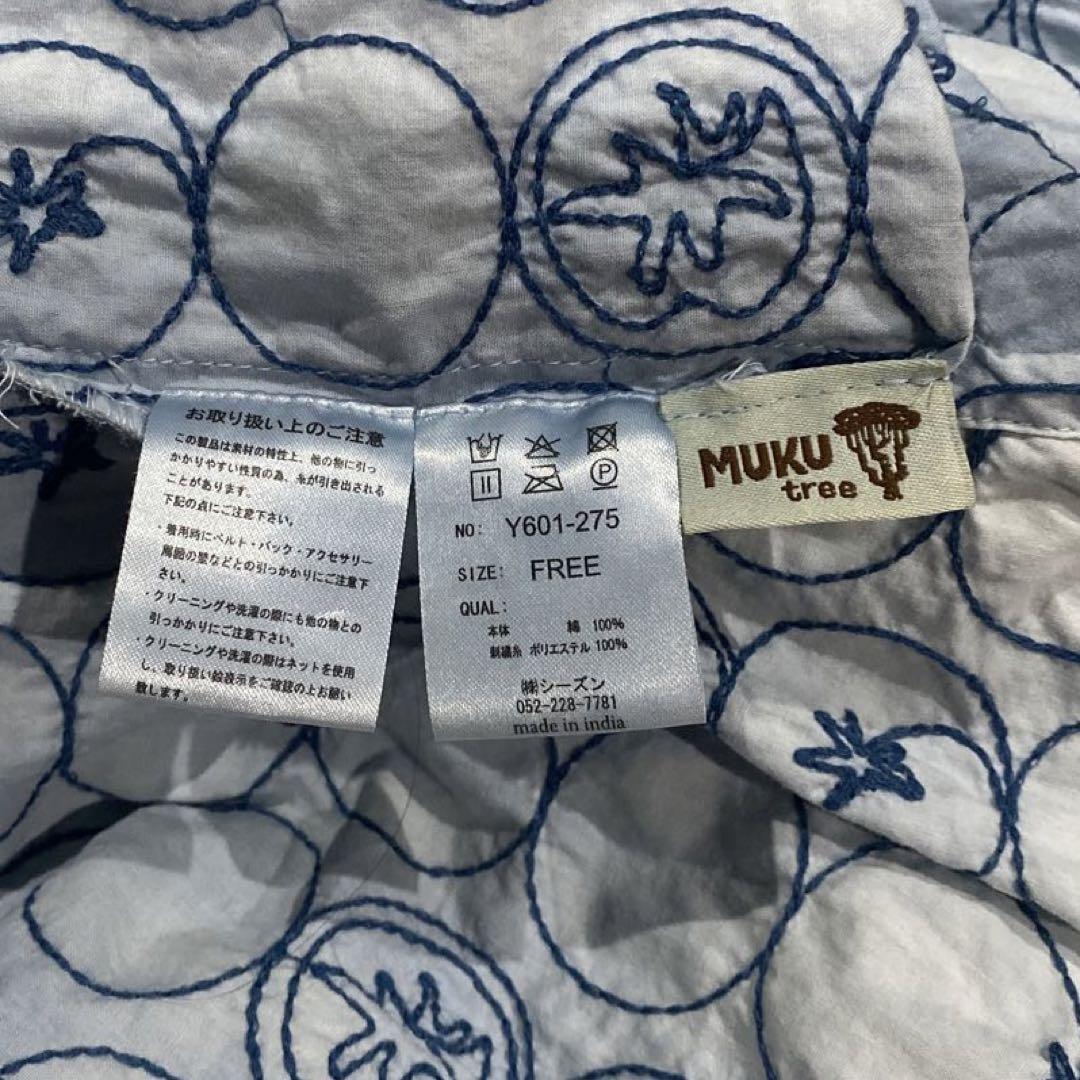 お取り扱い上のご注意
この製品は素材の特性上、他の物に引っ
かかりやすい性質の為、糸が引き出される
ことがあります。
下記の点にご注意下さい。
・着用時にベルト・バック・アクセサリー
周囲の壁などとの引っかかりにご注意下
さい。
・クリーニングや洗濯の際にも他の物との
引っかかりにご注意下さい。
・クリーニングや洗濯の際はネットを使用
し、取り扱い絵表示をご確認の上お願い
致します。
P
NO: Y601-275
SIZE: FREE
QUAL:
本体 綿 100%
刺繍糸 ポリエステル 100%
㈱シーズン
052-228-7781
made in india
MUKU
tree